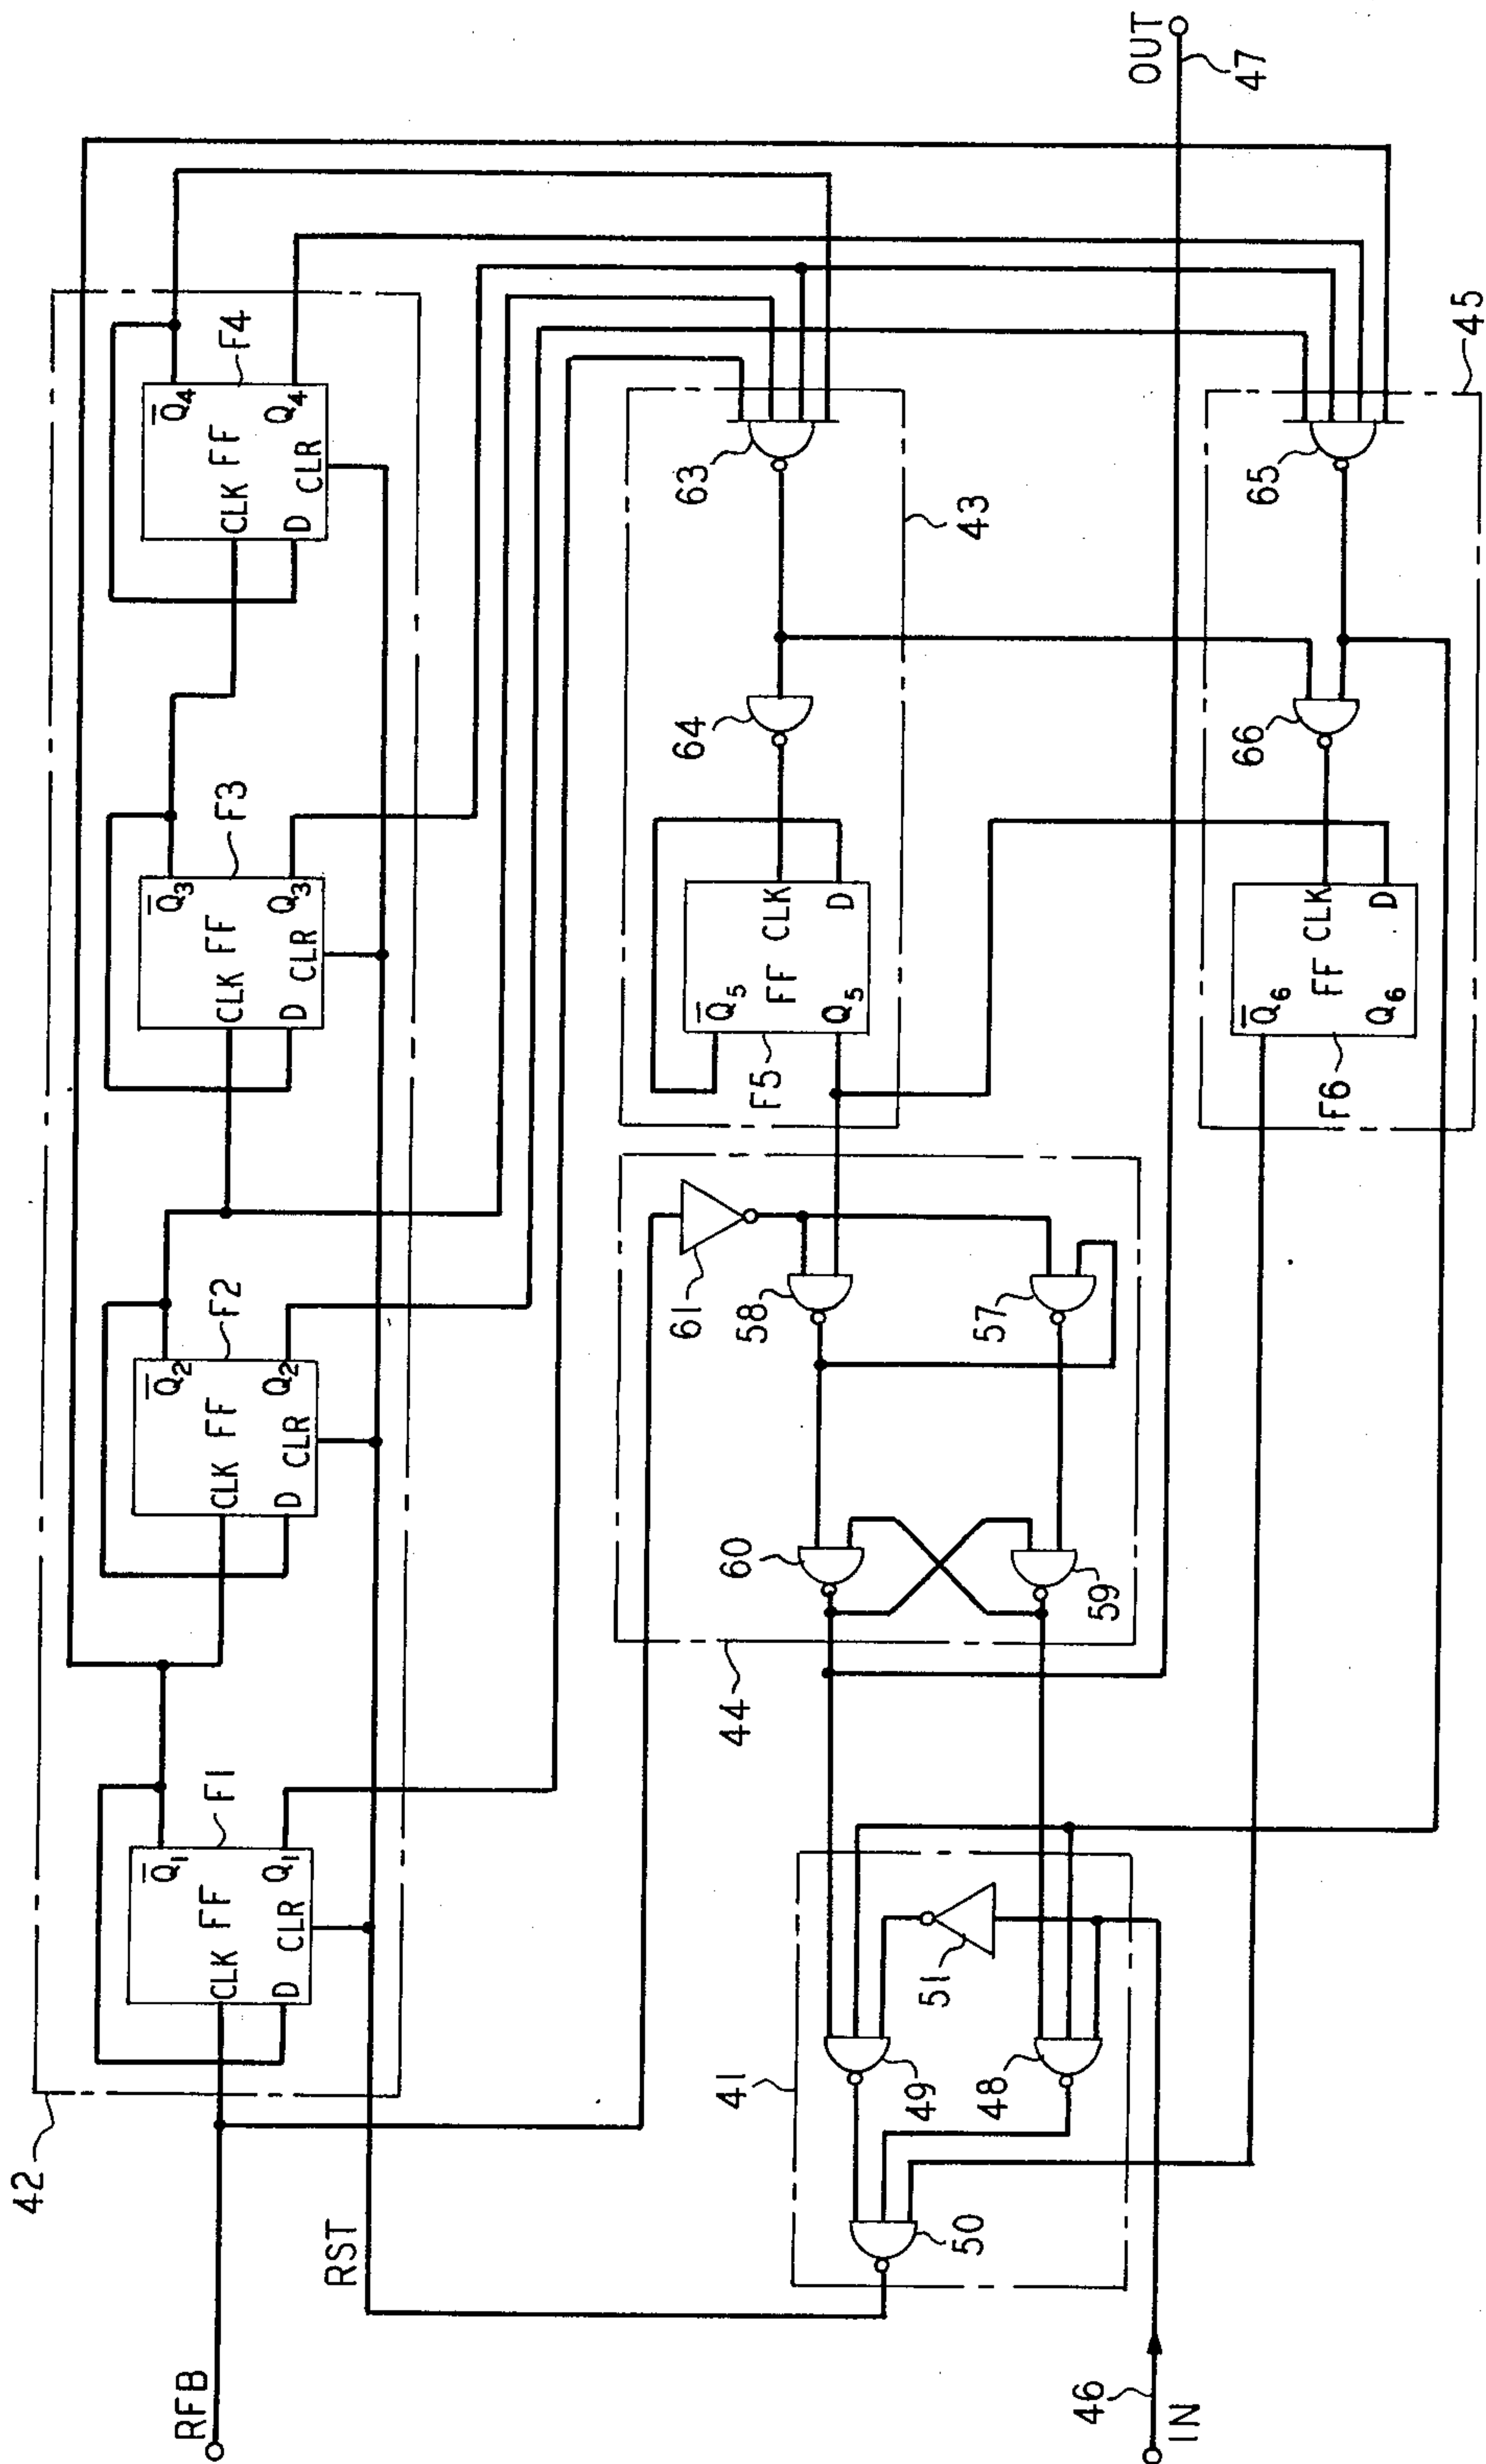 42
RFB
RST
CLK FF
Q̅1
D
Q1
CLR
F1
CLK FF
Q̅2
D
Q2
CLR
F2
CLK FF
Q̅3
D
Q3
CLR
F3
CLK FF
Q̅4
D
Q4
CLR
F4
41
50
49
48
51
44
60
59
58
57
61
F5
Q̅5
FF CLK
Q5
D
64
63
43
F6
Q̅6
FF CLK
Q6
D
66
65
45
46
IN
OUT
47